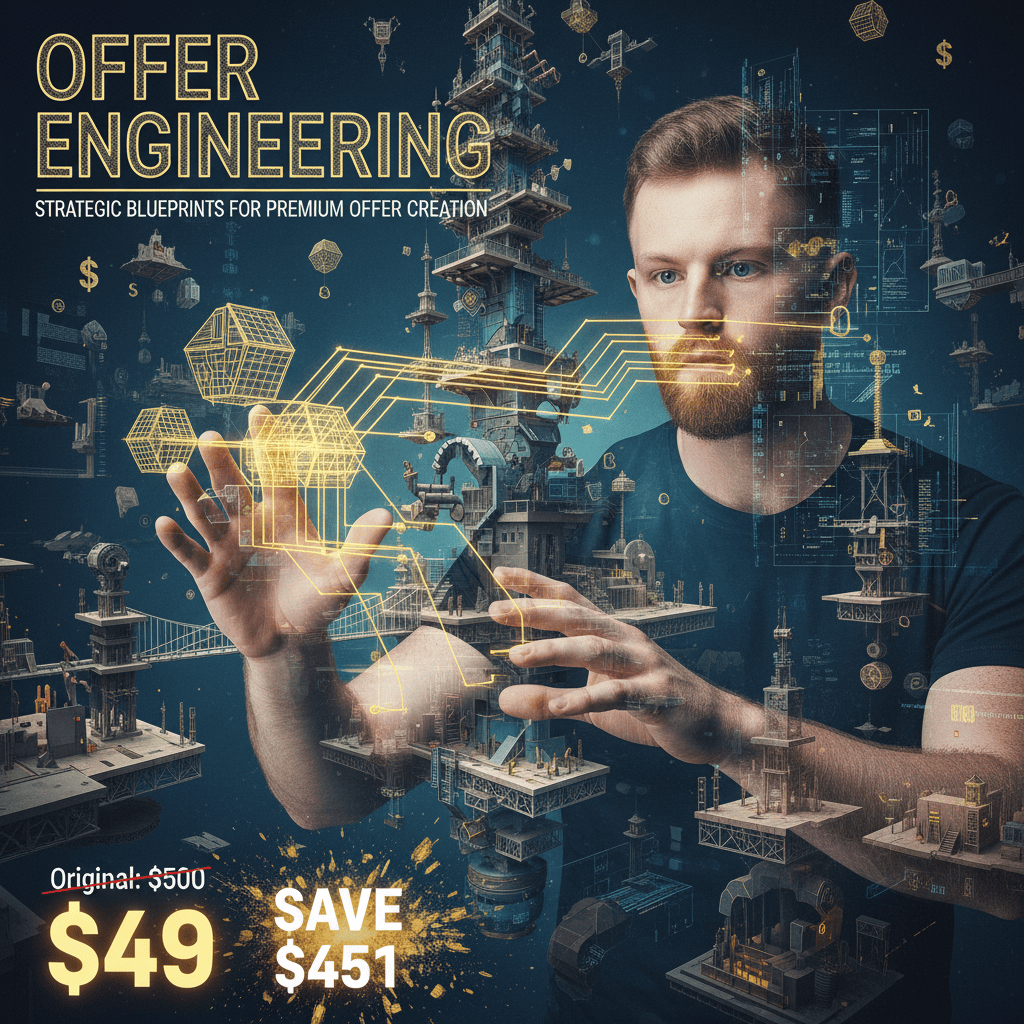 OFFER
ENGINEERING
STRATEGIC BLUEPRINTS FOR PREMIUM OFFER CREATION
$
$
$
Original: $500
$49
SAVE
$451